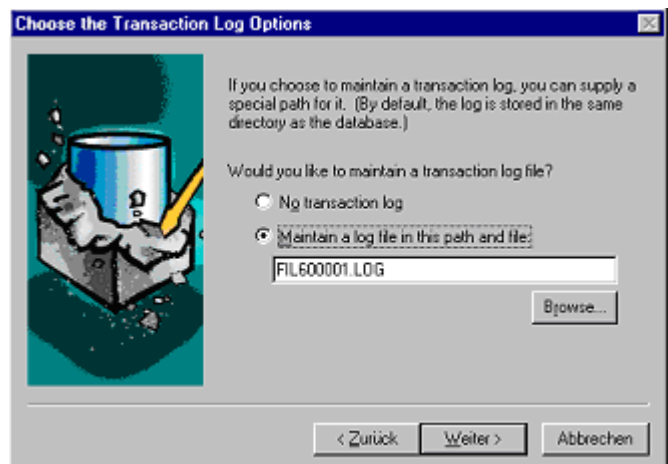 Choose the Transaction Log Options
If you choose to maintain a transaction log, you can supply a
special path for it. (By default, the log is stored in the same
directory as the database.)
Would you like to maintain a transaction log file?
No transaction log
Maintain a log file in this path and file:
FIL600001.LOG
Browse...
< Zurück
Weiter >
Abbrechen